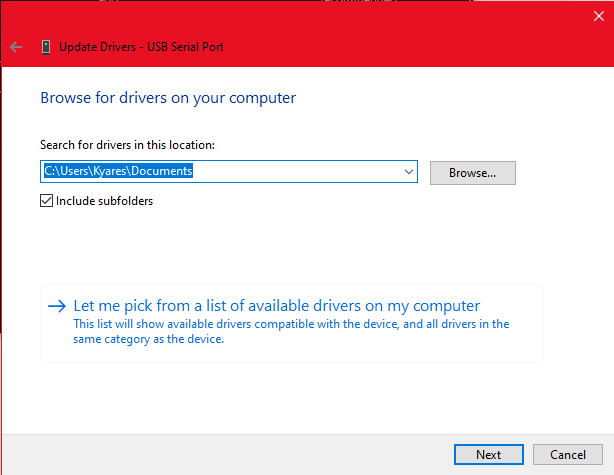 Update Drivers - USB Serial Port
Browse for drivers on your computer
Search for drivers in this location:
C:\Users\Kyares\Documents
Browse...
Include subfolders
Let me pick from a list of available drivers on my computer
This list will show available drivers compatible with the device, and all drivers in the
same category as the device.
Next
Cancel